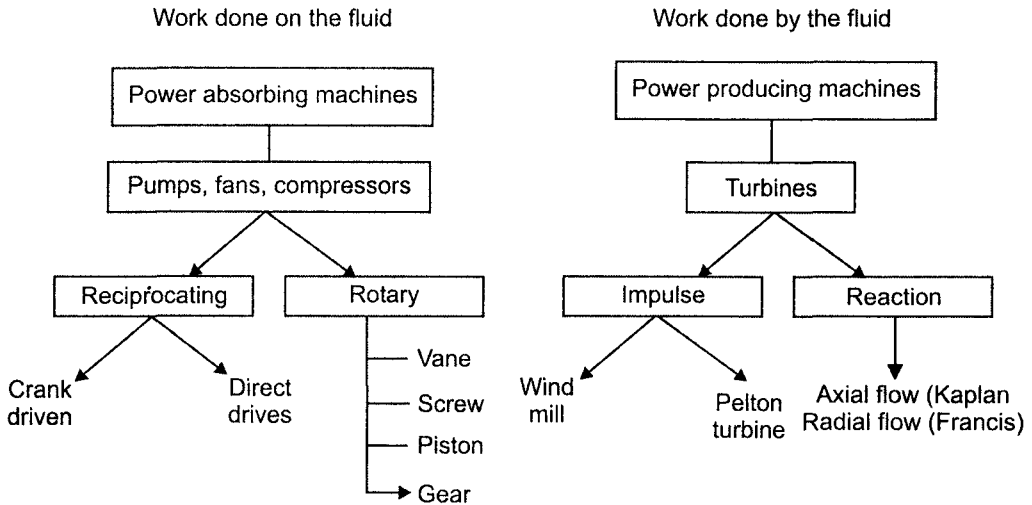 Work done on the fluid
Power absorbing machines
Pumps, fans, compressors
Reciprocating
Rotary
Crank
driven
Direct
drives
Vane
Screw
Piston
Gear
Work done by the fluid
Power producing machines
Turbines
Impulse
Reaction
Wind
mill
Pelton
turbine
Axial flow (Kaplan
Radial flow (Francis)